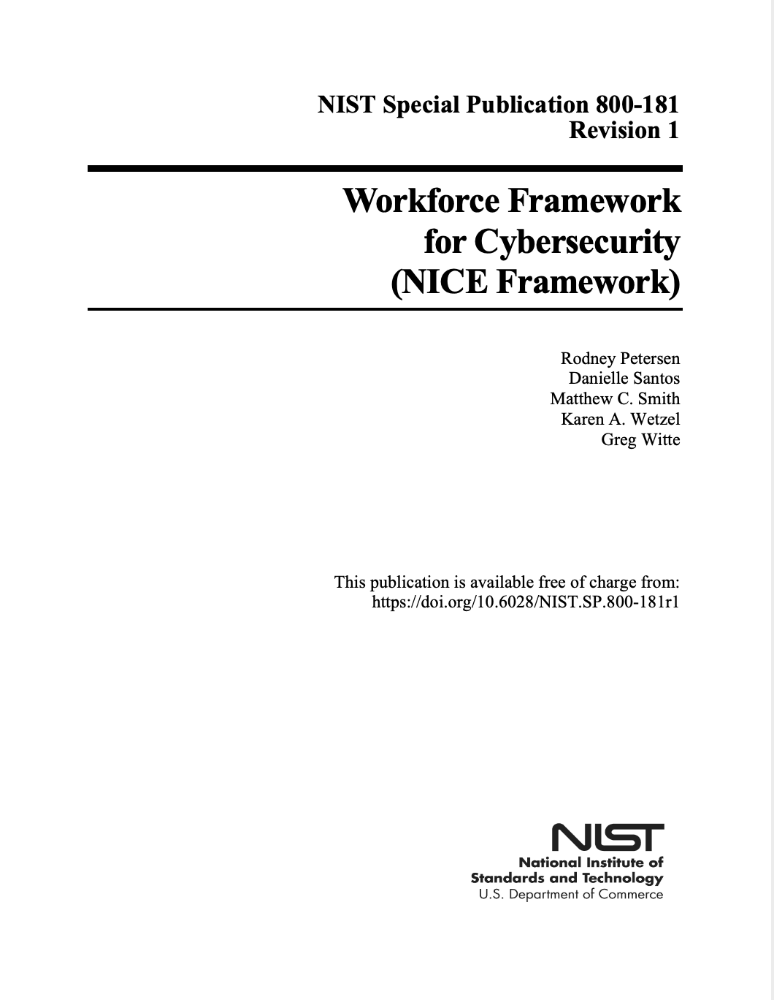 NIST Special Publication 800-181
Revision 1
Workforce Framework
for Cybersecurity
(NICE Framework)
Rodney Petersen
Danielle Santos
Matthew C. Smith
Karen A. Wetzel
Greg Witte
This publication is available free of charge from:
https://doi.org/10.6028/NIST.SP.800-181r1
NIST
National Institute of
Standards and Technology
U.S. Department of Commerce